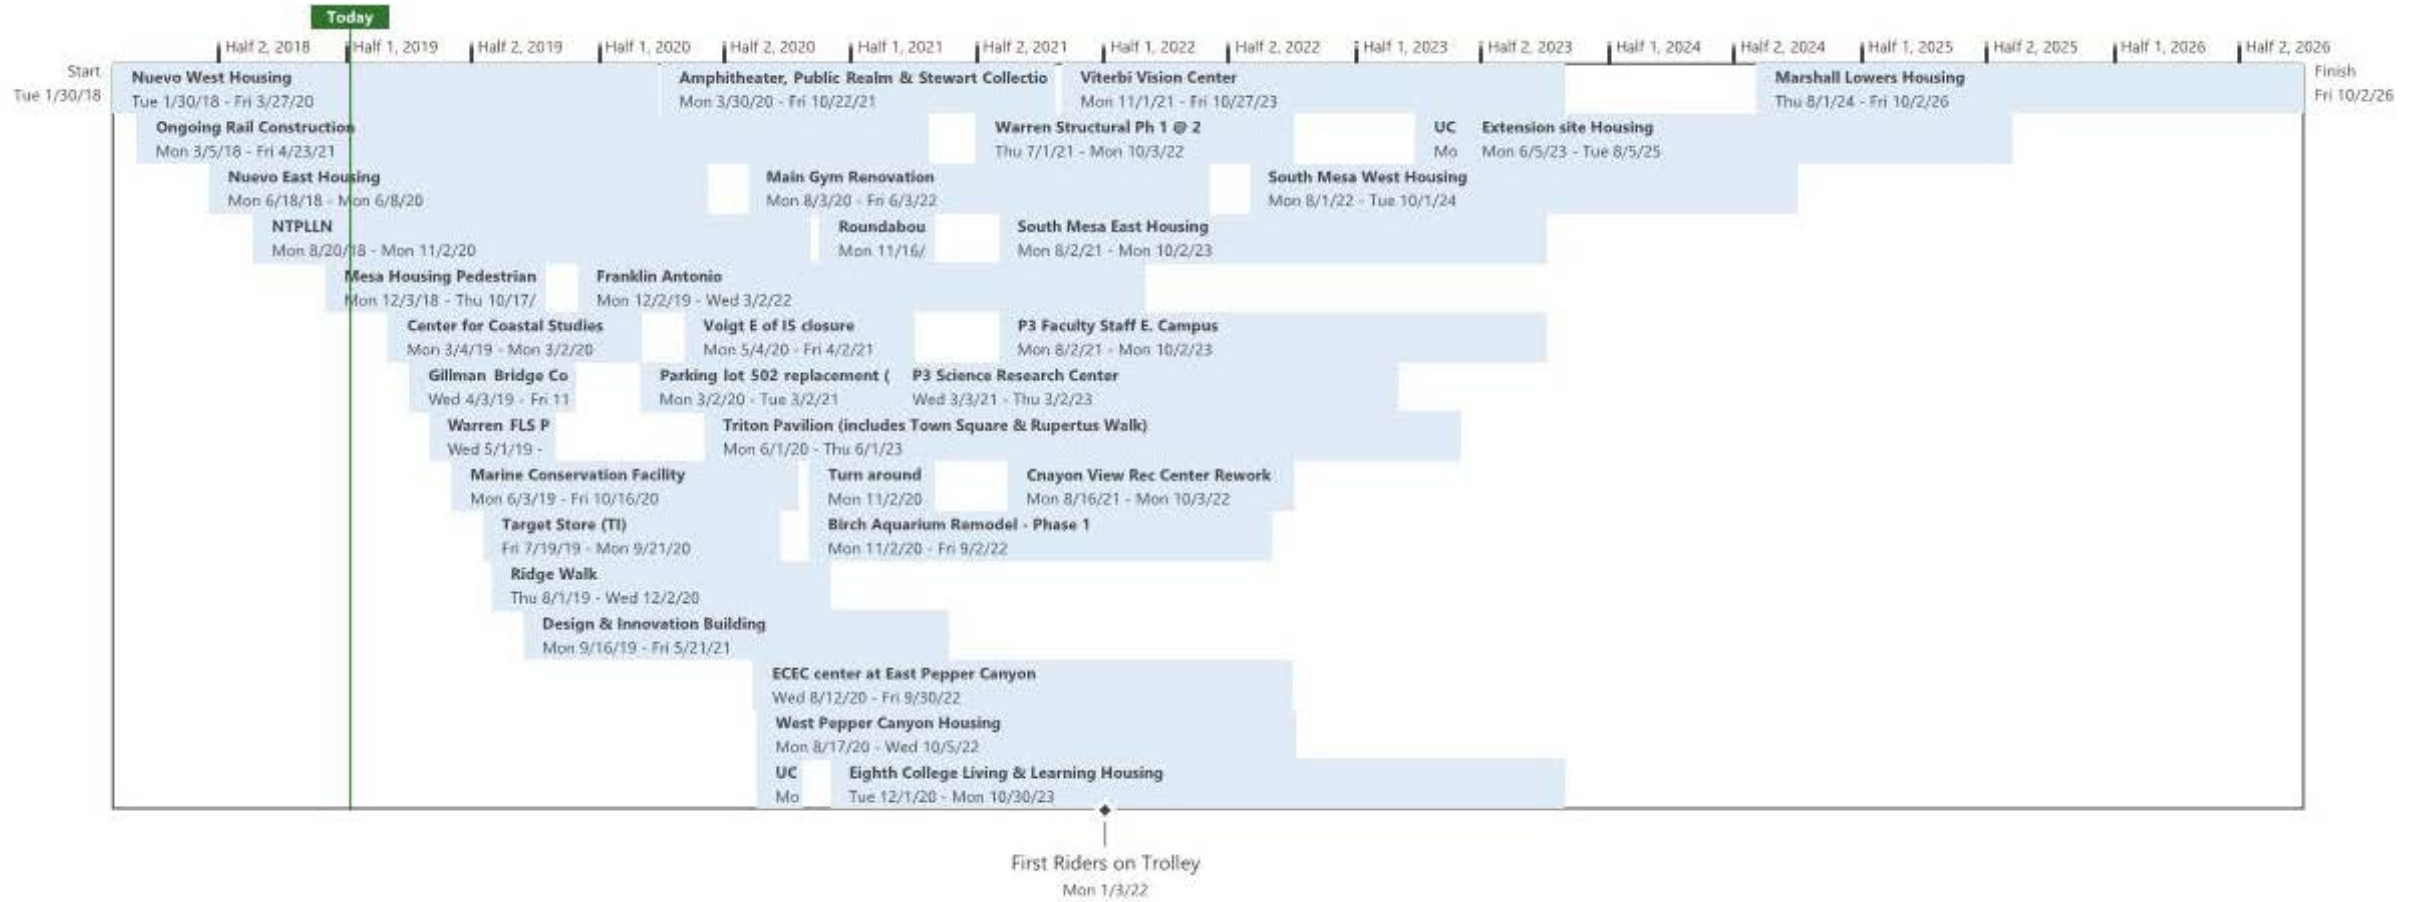 Today
Half 2, 2018 Half 1, 2019 Half 2, 2019 Half 1, 2020 Half 2, 2020 Half 1, 2021 Half 2, 2021 Half 1, 2022 Half 2, 2022 Half 1, 2023 Half 2, 2023 Half 1, 2024 Half 2, 2024 Half 1, 2025 Half 2, 2025 Half 1, 2026 Half 2, 2026
Start
Tue 1/30/18
Nuevo West Housing
Tue 1/30/18 - Fri 3/27/20
Amphitheater, Public Realm & Stewart Collectio
Mon 3/30/20 - Fri 10/22/21
Viterbi Vision Center
Mon 11/1/21 - Fri 10/27/23
Marshall Lowers Housing
Thu 8/1/24 - Fri 10/2/26
Finish
Fri 10/2/26
Ongoing Rail Construction
Mon 3/5/18 - Fri 4/23/21
Warren Structural Ph 1 @ 2
Thu 7/1/21 - Mon 10/3/22
UC
Mo
Extension site Housing
Mon 6/5/23 - Tue 8/5/25
Nuevo East Housing
Mon 6/18/18 - Mon 6/8/20
Main Gym Renovation
Mon 8/3/20 - Fri 6/3/22
South Mesa West Housing
Mon 8/1/22 - Tue 10/1/24
NTPLLN
Mon 8/20/18 - Mon 11/2/20
Roundabou
Mon 11/16/
South Mesa East Housing
Mon 8/2/21 - Mon 10/2/23
Mesa Housing Pedestrian
Mon 12/3/18 - Thu 10/17/
Franklin Antonio
Mon 12/2/19 - Wed 3/2/22
Center for Coastal Studies
Mon 3/4/19 - Mon 3/2/20
Voigt E of I5 closure
Mon 5/4/20 - Fri 4/2/21
P3 Faculty Staff E. Campus
Mon 8/2/21 - Mon 10/2/23
Gillman Bridge Co
Wed 4/3/19 - Fri 11
Parking lot 502 replacement (
Mon 3/2/20 - Tue 3/2/21
P3 Science Research Center
Wed 3/3/21 - Thu 3/2/23
Warren FLS P
Wed 5/1/19 -
Triton Pavilion (includes Town Square & Rupertus Walk)
Mon 6/1/20 - Thu 6/1/23
Marine Conservation Facility
Mon 6/3/19 - Fri 10/16/20
Turn around
Mon 11/2/20
Cnayon View Rec Center Rework
Mon 8/16/21 - Mon 10/3/22
Target Store (TI)
Fri 7/19/19 - Mon 9/21/20
Birch Aquarium Remodel - Phase 1
Mon 11/2/20 - Fri 9/2/22
Ridge Walk
Thu 8/1/19 - Wed 12/2/20
Design & Innovation Building
Mon 9/16/19 - Fri 5/21/21
ECEC center at East Pepper Canyon
Wed 8/12/20 - Fri 9/30/22
West Pepper Canyon Housing
Mon 8/17/20 - Wed 10/5/22
UC
Mo
Eighth College Living & Learning Housing
Tue 12/1/20 - Mon 10/30/23
First Riders on Trolley
Mon 1/3/22